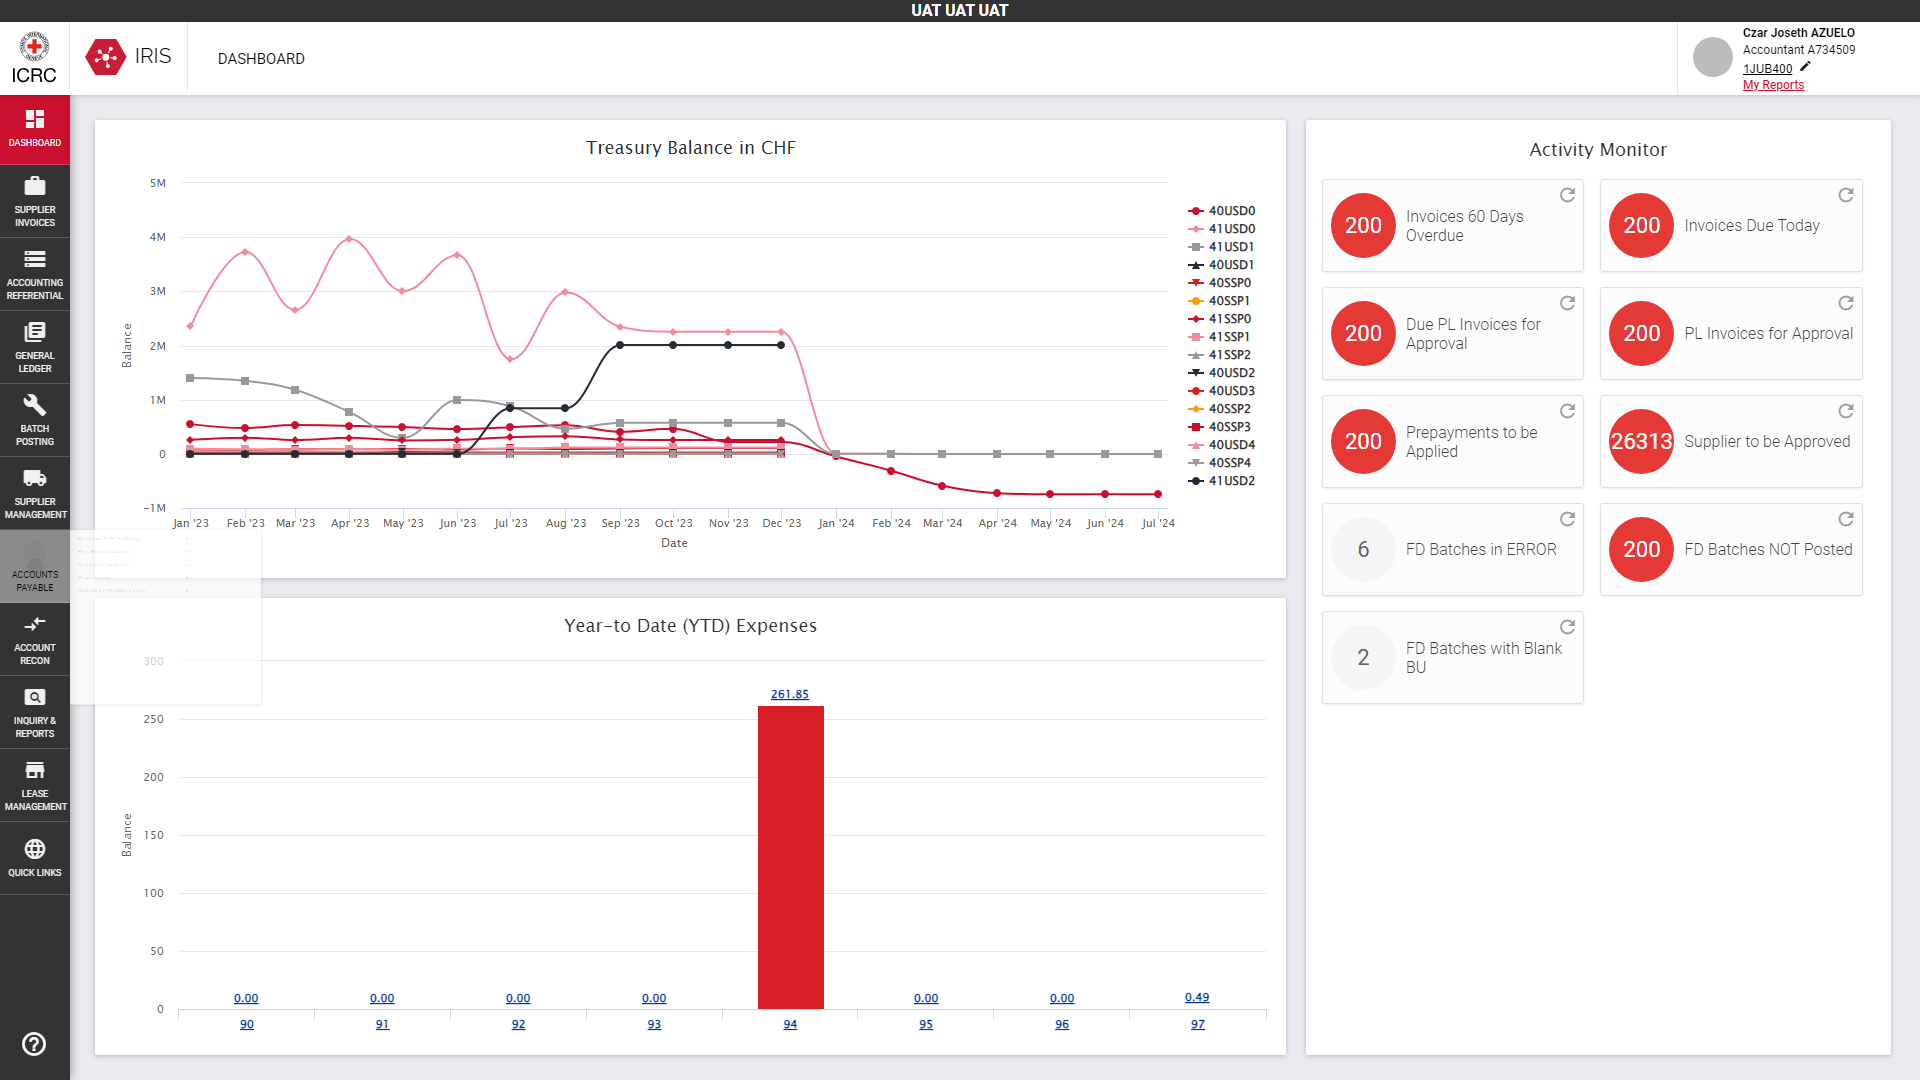 UAT UAT UAT
ICRC
IRIS
DASHBOARD
Czar Joseth AZUELO
Accountant A734509
1JUB400
My Reports
DASHBOARD
SUPPLIER
INVOICES
ACCOUNTING
REFERENTIAL
GENERAL
LEDGER
BATCH
POSTING
SUPPLIER
MANAGEMENT
ACCOUNTS
PAYABLE
ACCOUNT
RECON
INQUIRY &
REPORTS
LEASE
MANAGEMENT
QUICK LINKS
Treasury Balance in CHF
5M
4M
3M
2M
1M
0
-1M
Balance
Jan '23 Feb '23 Mar '23 Apr '23 May '23 Jun '23 Jul '23 Aug '23 Sep '23 Oct '23 Nov '23 Dec '23 Jan '24 Feb '24 Mar '24 Apr '24 May '24 Jun '24 Jul '24
Date
40USD0
41USD0
41USD1
40USD1
40SSP0
40SSP1
41SSP0
41SSP1
41SSP2
40USD2
40USD3
40SSP2
40SSP3
40USD4
40SSP4
41USD2
Year-to Date (YTD) Expenses
300
250
200
150
100
50
0
Balance
0.00 0.00 0.00 0.00 261.85 0.00 0.00 0.49
90 91 92 93 94 95 96 97
Activity Monitor
200 Invoices 60 Days
Overdue
200 Invoices Due Today
200 Due PL Invoices for
Approval
200 PL Invoices for Approval
200 Prepayments to be
Applied
26313 Supplier to be Approved
6 FD Batches in ERROR
200 FD Batches NOT Posted
2 FD Batches with Blank
BU